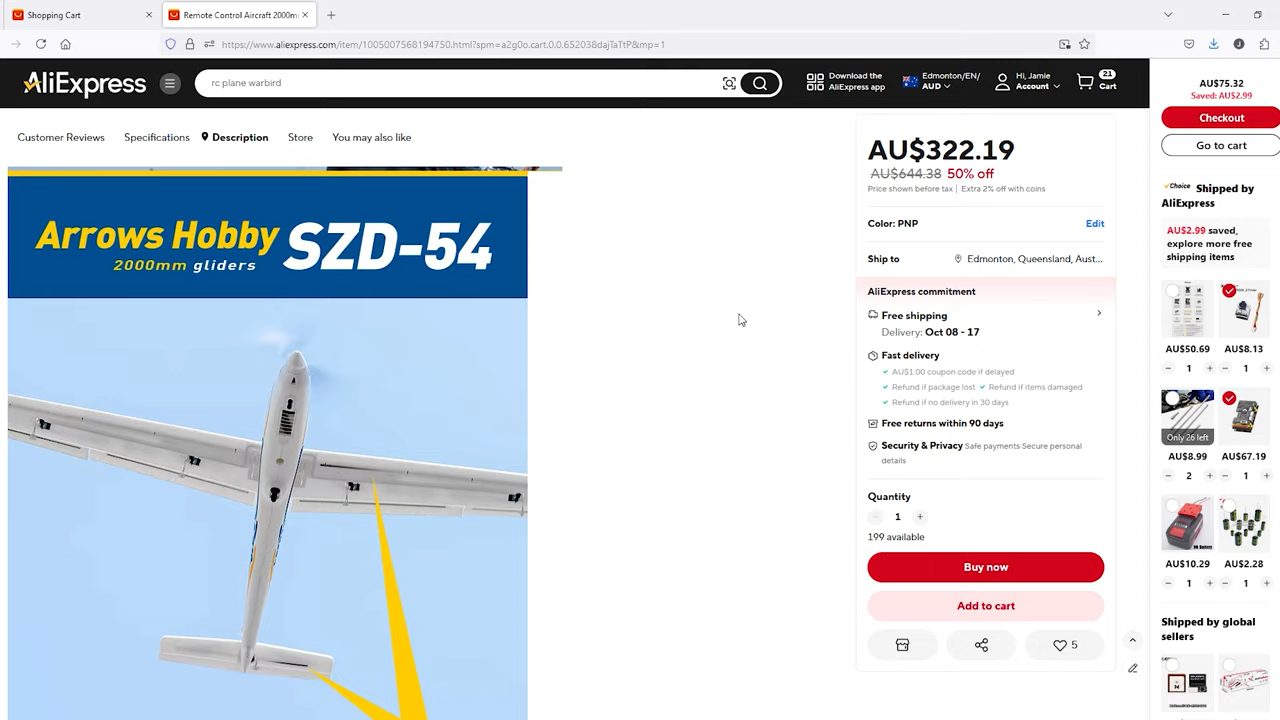 Shopping Cart
Remote Control Aircraft 2000m
https://www.aliexpress.com/item/1005007568194750.html?spm=a2g0o.cart.0.0.652038dajTaTtP&mp=1
AliExpress
rc plane warbird
Download the
AliExpress app
Edmonton/EN/
AUD
Hi, Jamie
Account
21
Cart
Customer Reviews
Specifications
Description
Store
You may also like
Arrows Hobby
2000mm gliders
SZD-54
AU$322.19
AU$644.38 50% off
Price shown before tax | Extra 2% off with coins
Color: PNP
Edit
Ship to
Edmonton, Queensland, Aust...
AliExpress commitment
Free shipping
Delivery: Oct 08 - 17
Fast delivery
AU$1.00 coupon code if delayed
Refund if package lost
Refund if items damaged
Refund if no delivery in 30 days
Free returns within 90 days
Security & Privacy Safe payments·Secure personal
details
Quantity
1
199 available
Buy now
Add to cart
5
AU$75.32
Saved: AU$2.99
Checkout
Go to cart
Choice
Shipped by
AliExpress
AU$2.99 saved,
explore more free
shipping items
AU$50.69
AU$8.13
1
1
Only 26 left
AU$8.99
AU$67.19
2
1
AU$10.29
AU$2.28
1
1
Shipped by global
sellers